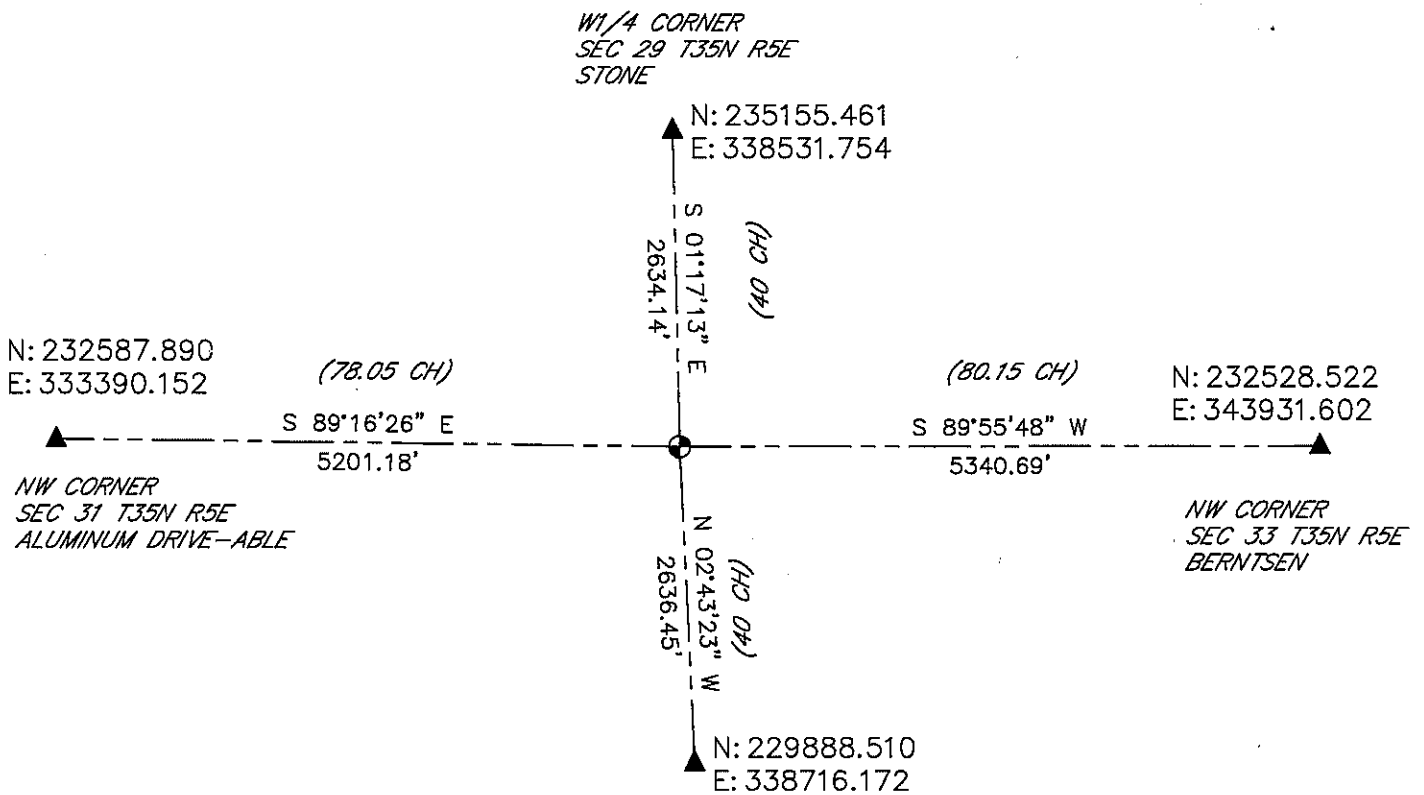 W1/4 CORNER
SEC 29 T35N R5E
STONE
N: 235155.461
E: 338531.754
S 01°17'13" E
2634.14'
(40 CH)
N: 232587.890
E: 333390.152
(78.05 CH)
S 89°16'26" E
5201.18'
NW CORNER
SEC 31 T35N R5E
ALUMINUM DRIVE-ABLE
(80.15 CH)
S 89°55'48" W
5340.69'
N: 232528.522
E: 343931.602
NW CORNER
SEC 33 T35N R5E
BERNTSEN
N 02°43'23" W
2636.45'
(40 CH)
N: 229888.510
E: 338716.172